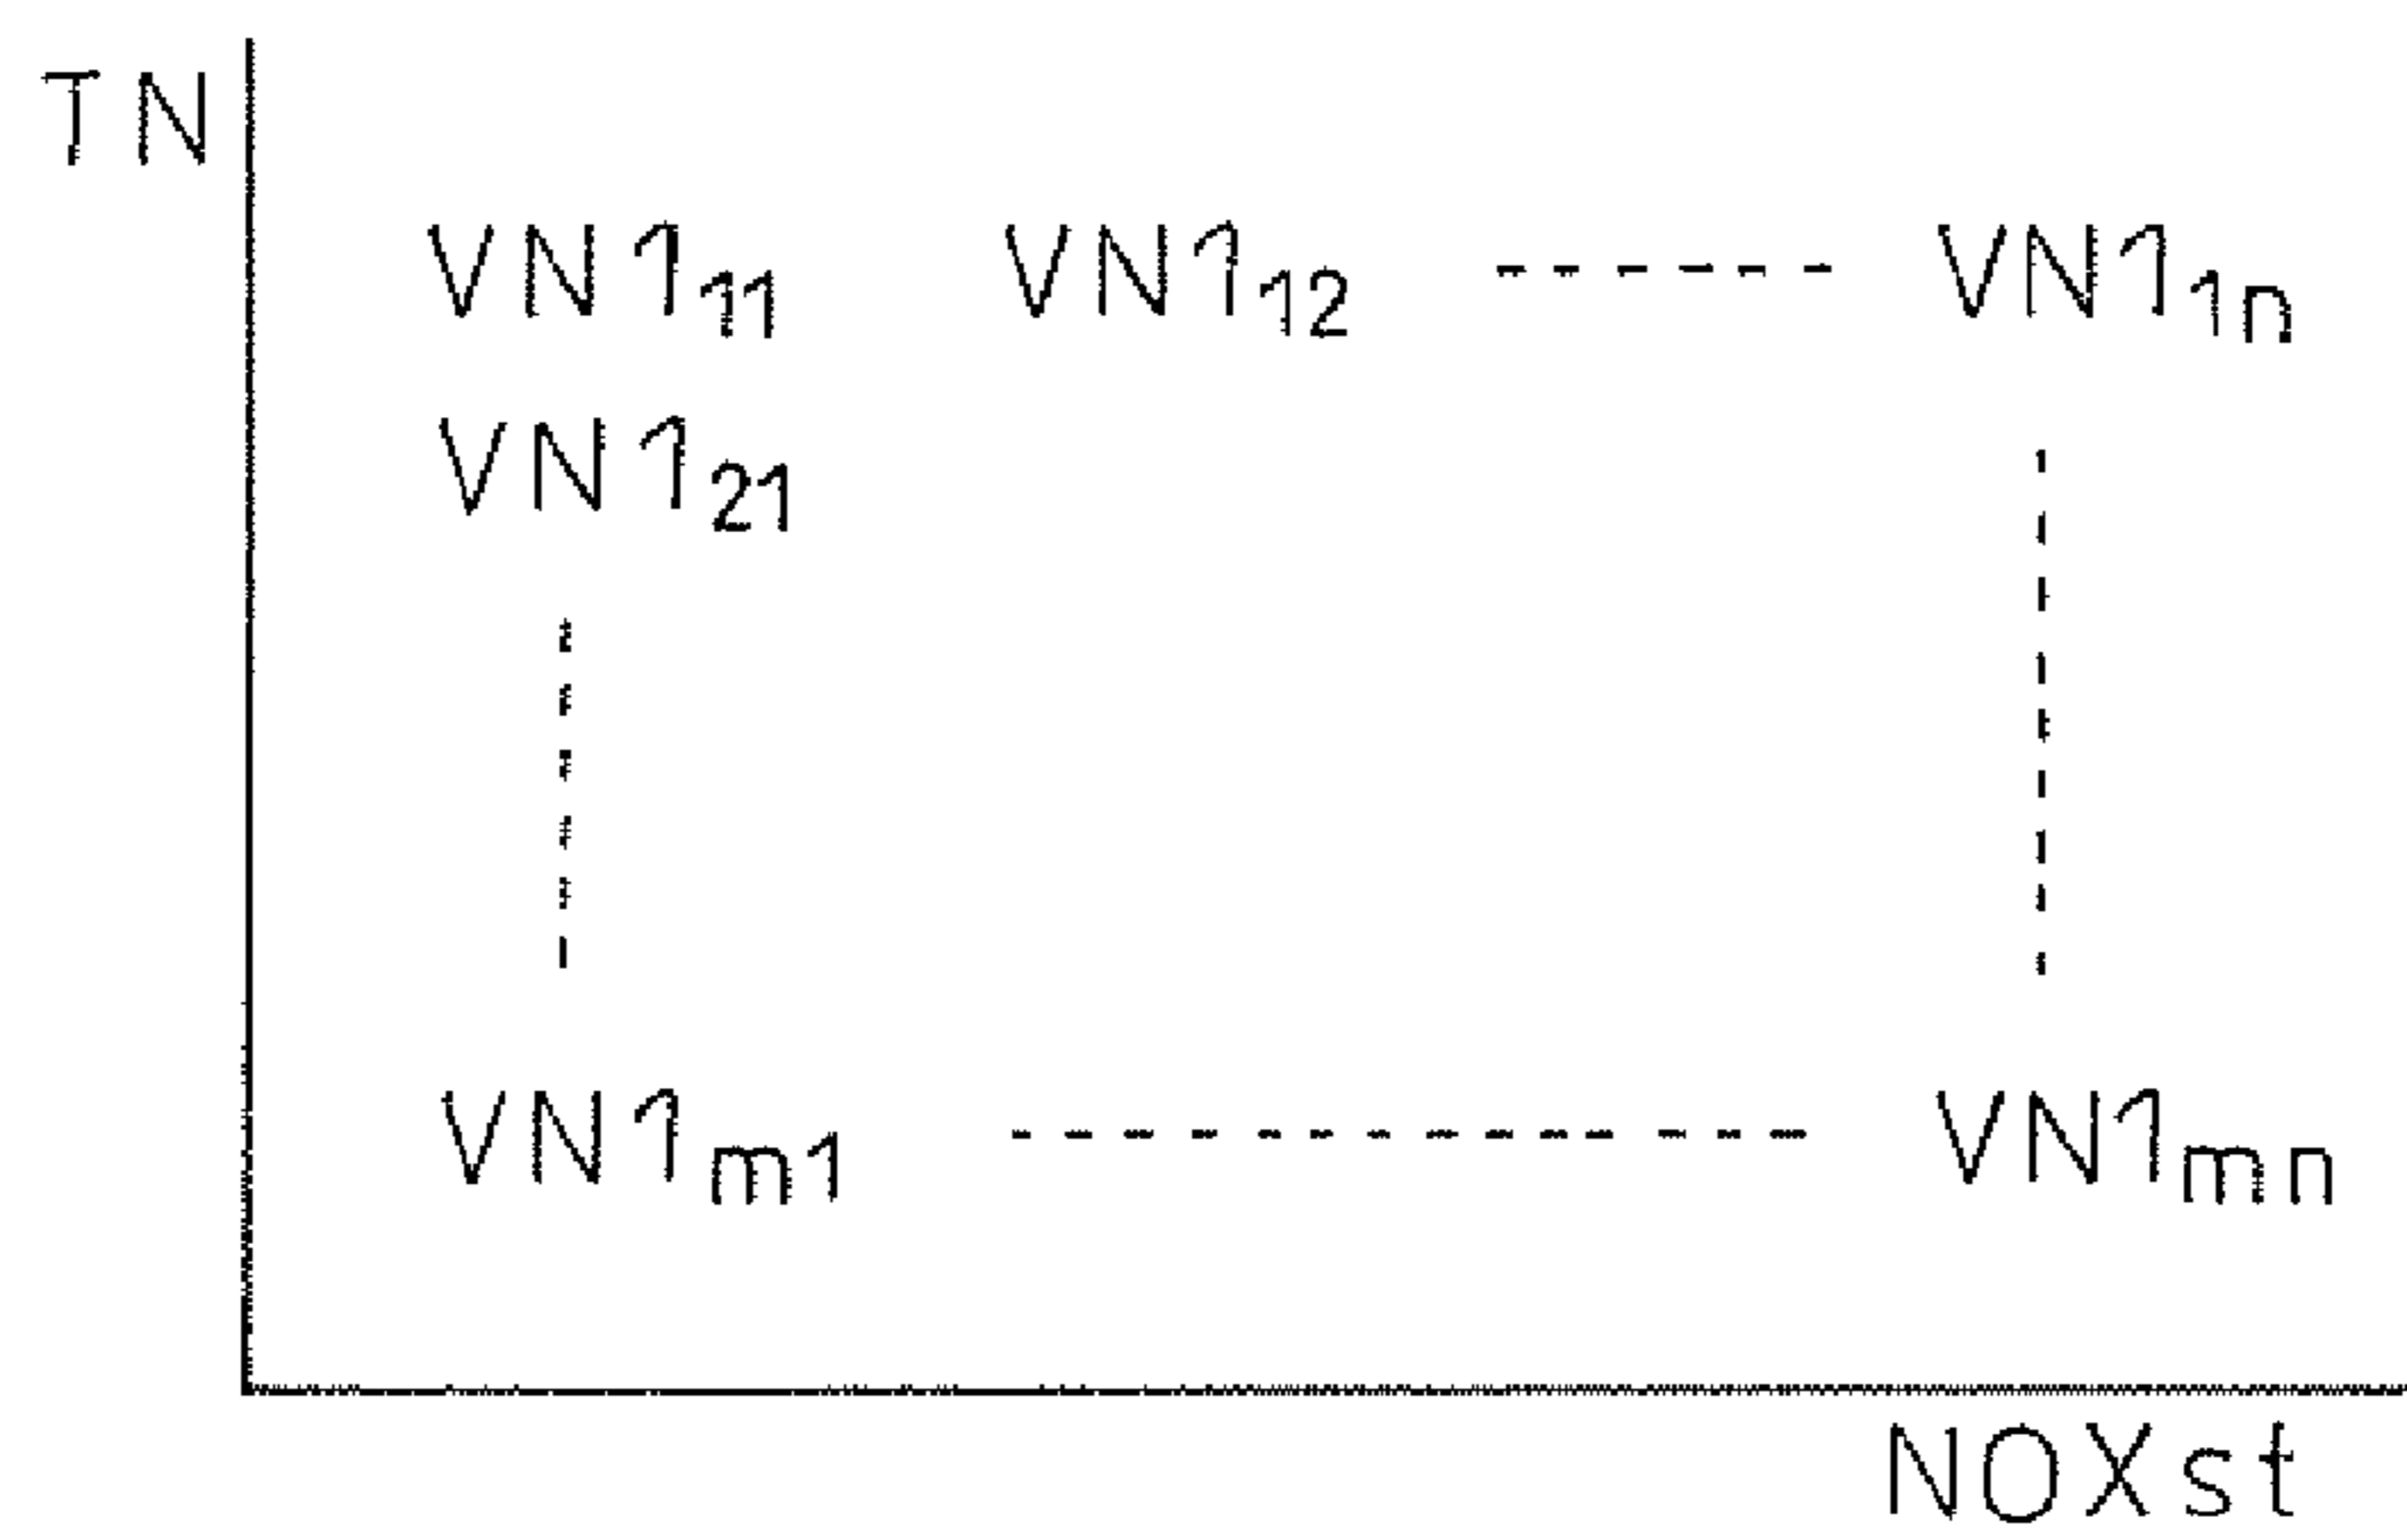 TN
VN1₁₁ VN1₁₂ ------ VN1₁ₙ
VN1₂₁
VN1ₘ₁ -------------- VN1ₘₙ
NOXst